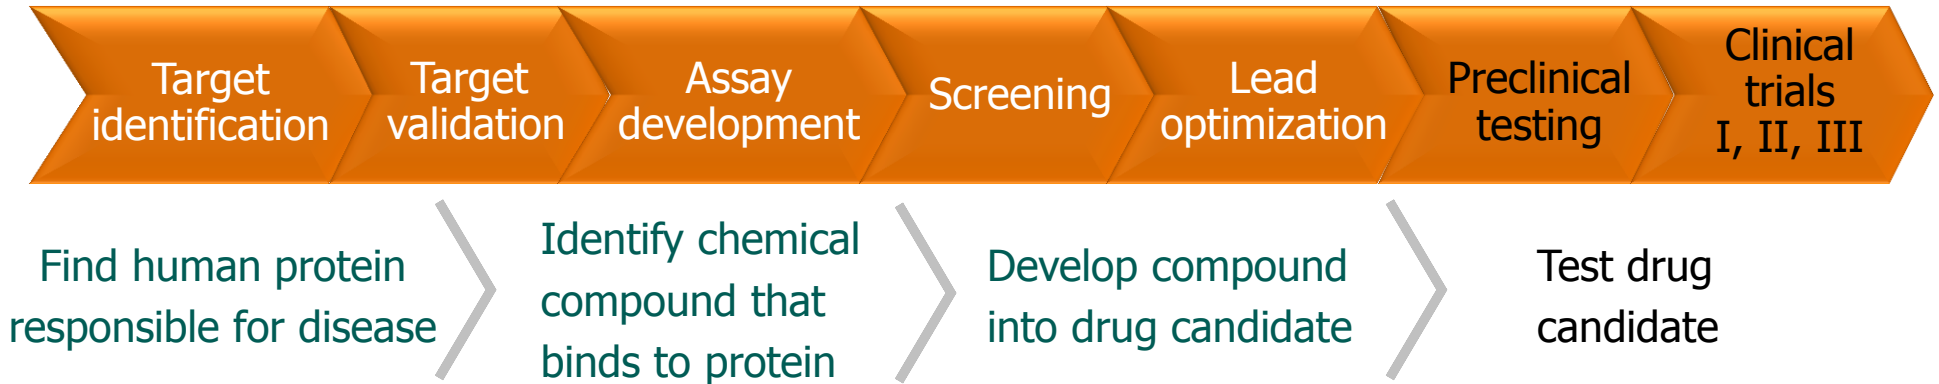 Target
identification
Target
validation
Assay
development
Screening
Lead
optimization
Preclinical
testing
Clinical
trials
I, II, III
Find human protein
responsible for disease
Identify chemical
compound that
binds to protein
Develop compound
into drug candidate
Test drug
candidate